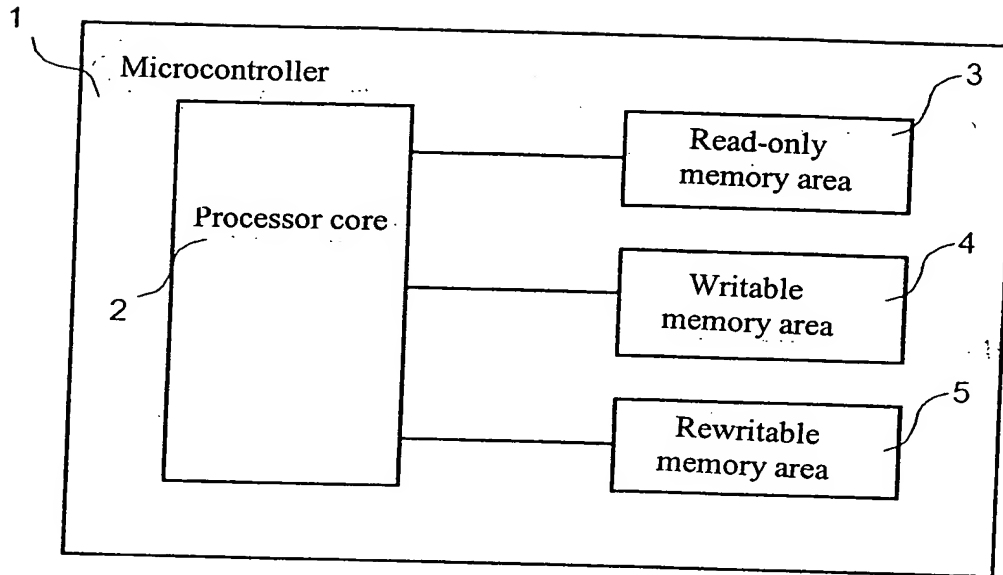 1
Microcontroller
3
Read-only
memory area
Processor core
2
4
Writable
memory area
5
Rewritable
memory area